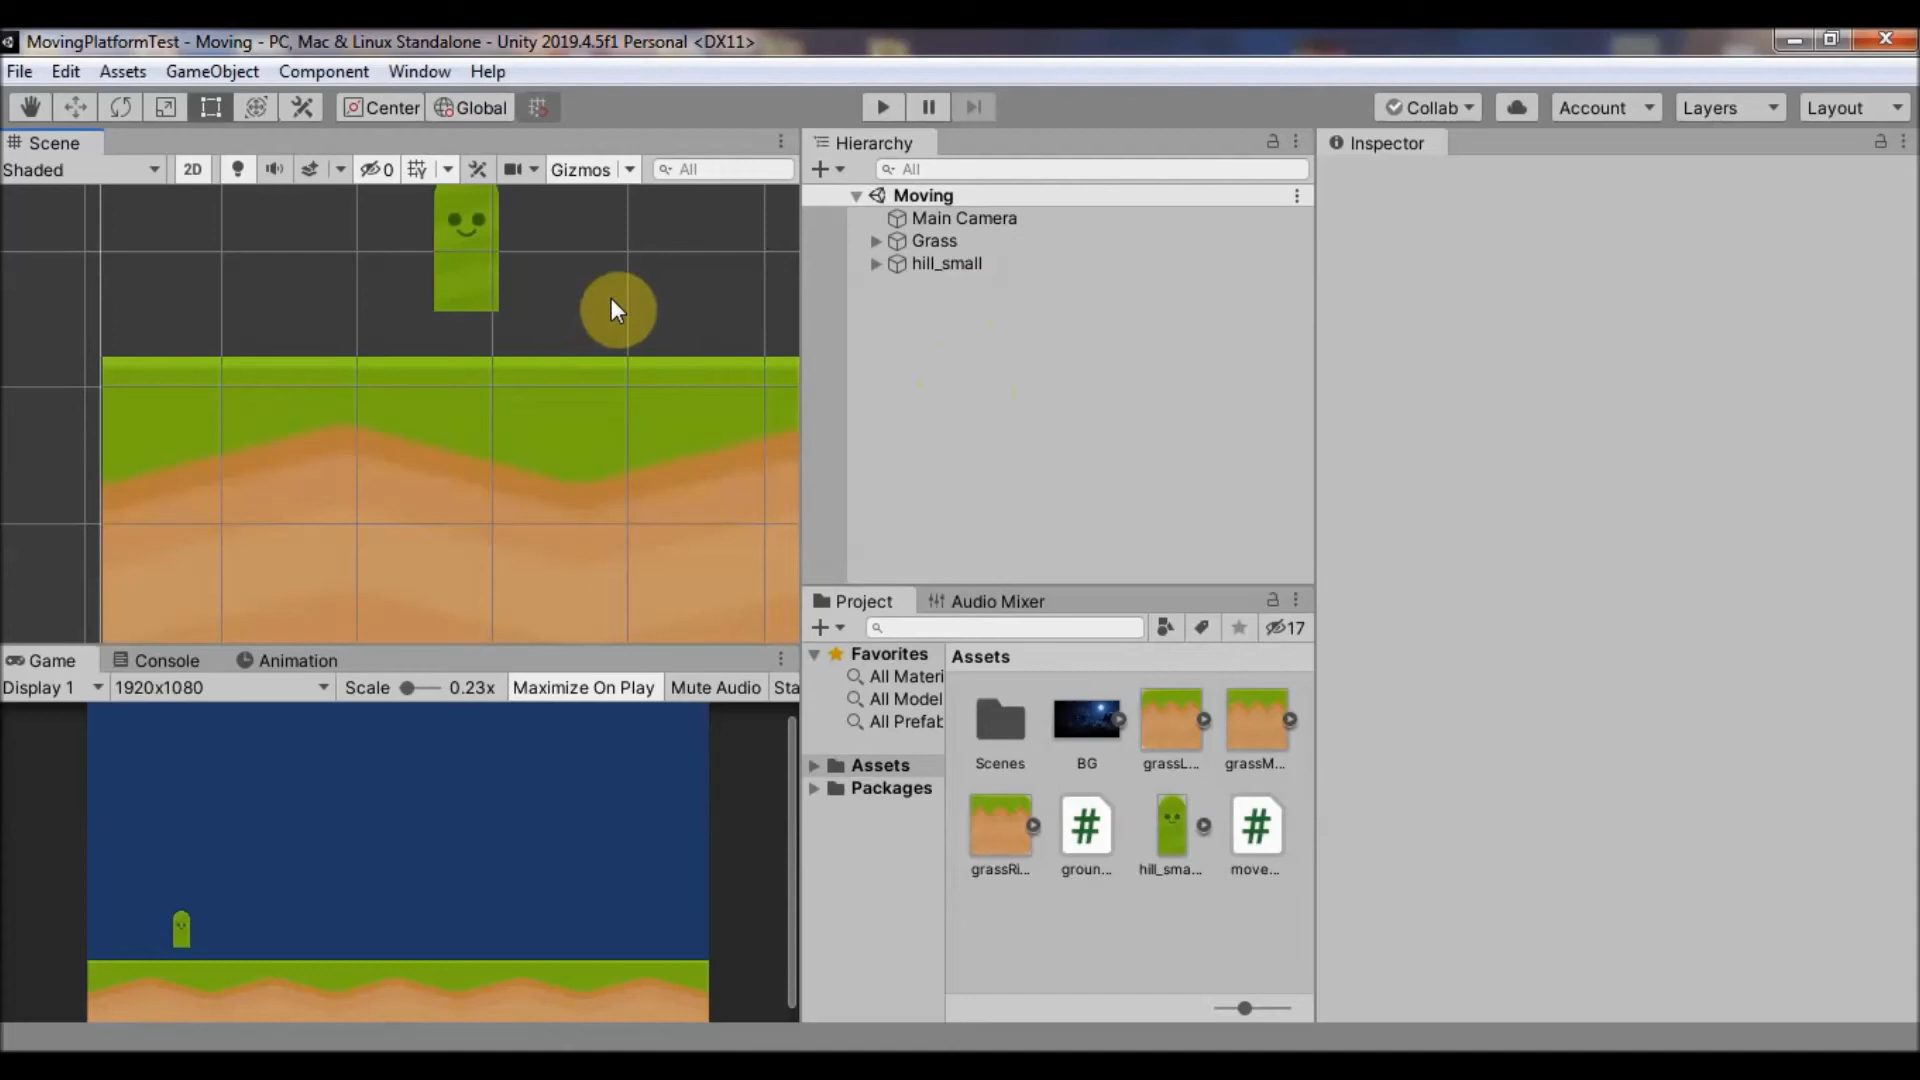 MovingPlatformTest - Moving - PC, Mac & Linux Standalone - Unity 2019.4.5f1 Personal <DX11>
File Edit Assets GameObject Component Window Help
Center Global Collab Account Layers Layout
Scene
Shaded 2D 0 Gizmos All
Hierarchy
All
Moving
Main Camera
Grass
hill_small
Inspector
Project Audio Mixer
17
Favorites
All Materi
All Model
All Prefab
Assets
Packages
Assets
Scenes BG grassL... grassM...
grassRi... groun... hill_sma... move...
Game Console Animation
Display 1 1920x1080 Scale 0.23x Maximize On Play Mute Audio Sta